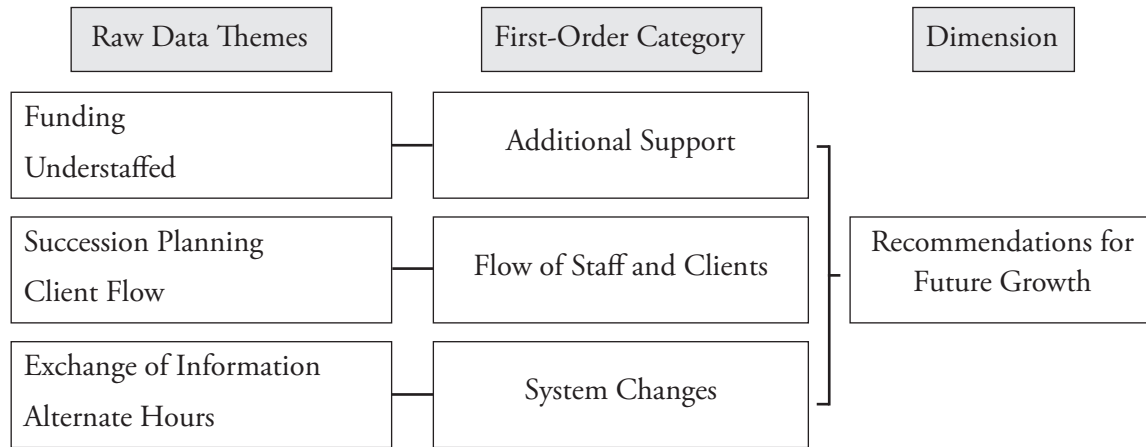 Raw Data Themes
First-Order Category
Dimension
Funding
Understaffed
Additional Support
Succession Planning
Client Flow
Flow of Staff and Clients
Recommendations for
Future Growth
Exchange of Information
Alternate Hours
System Changes